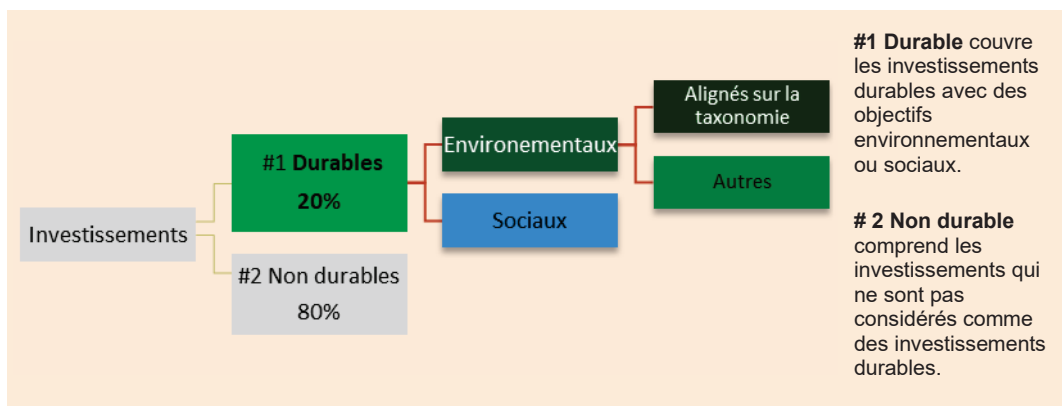 Investissements
#1 Durables
20%
#2 Non durables
80%
Environementaux
Sociaux
Alignés sur la
taxonomie
Autres
#1 Durable couvre
les investissements
durables avec des
objectifs
environnementaux
ou sociaux.
# 2 Non durable
comprend les
investissements qui
ne sont pas
considérés comme
des investissements
durables.